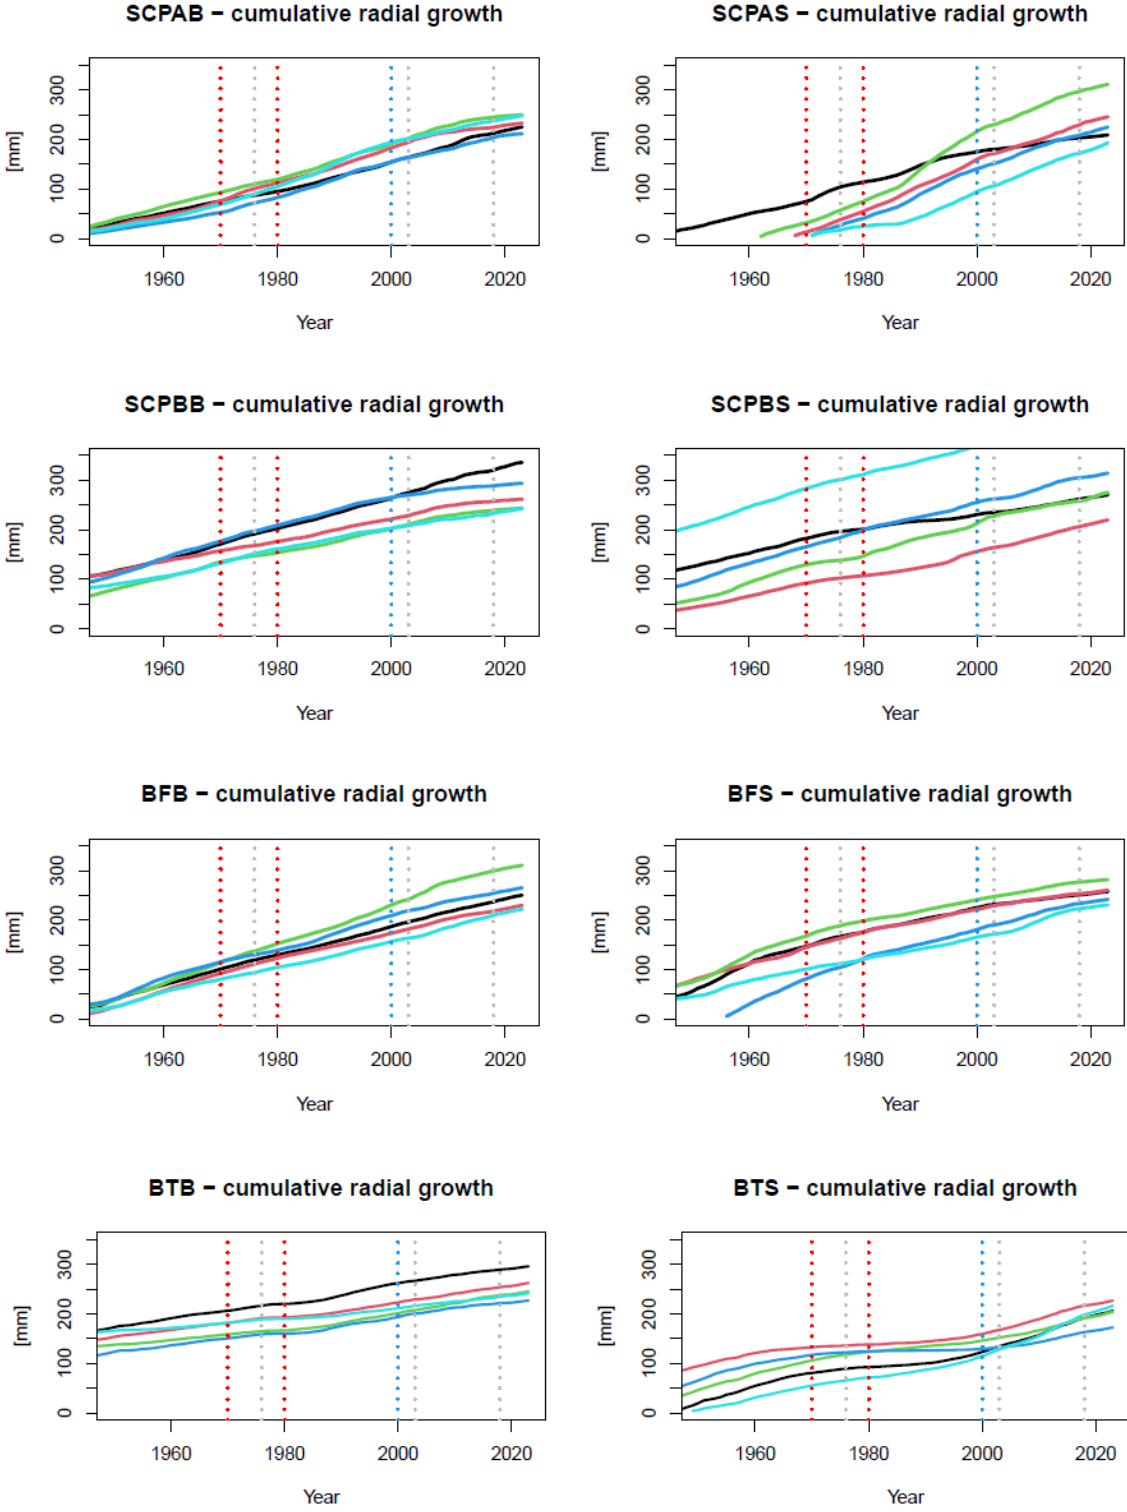 SCPAB − cumulative radial growth
SCPAS − cumulative radial growth
[mm]
0
100
200
300
1960
1980
2000
2020
Year
[mm]
0
100
200
300
1960
1980
2000
2020
Year
SCPBB − cumulative radial growth
SCPBS − cumulative radial growth
[mm]
0
100
200
300
1960
1980
2000
2020
Year
[mm]
0
100
200
300
1960
1980
2000
2020
Year
BFB − cumulative radial growth
BFS − cumulative radial growth
[mm]
0
100
200
300
1960
1980
2000
2020
Year
[mm]
0
100
200
300
1960
1980
2000
2020
Year
BTB − cumulative radial growth
BTS − cumulative radial growth
[mm]
0
100
200
300
1960
1980
2000
2020
Year
[mm]
0
100
200
300
1960
1980
2000
2020
Year